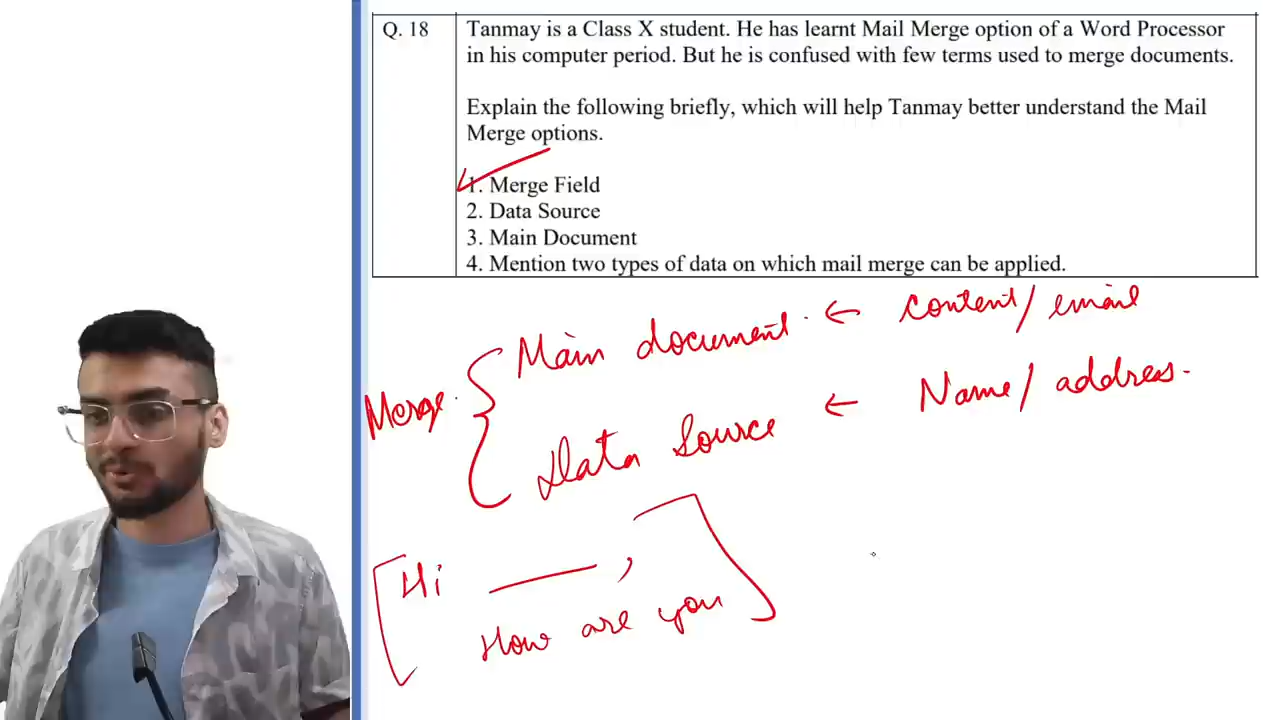 Q. 18
Tanmay is a Class X student. He has learnt Mail Merge option of a Word Processor
in his computer period. But he is confused with few terms used to merge documents.
Explain the following briefly, which will help Tanmay better understand the Mail
Merge options.
1. Merge Field
2. Data Source
3. Main Document
4. Mention two types of data on which mail merge can be applied.
Main document. ← content/email
Merge.
Data Source ← Name/address.
Hi ____,
How are you